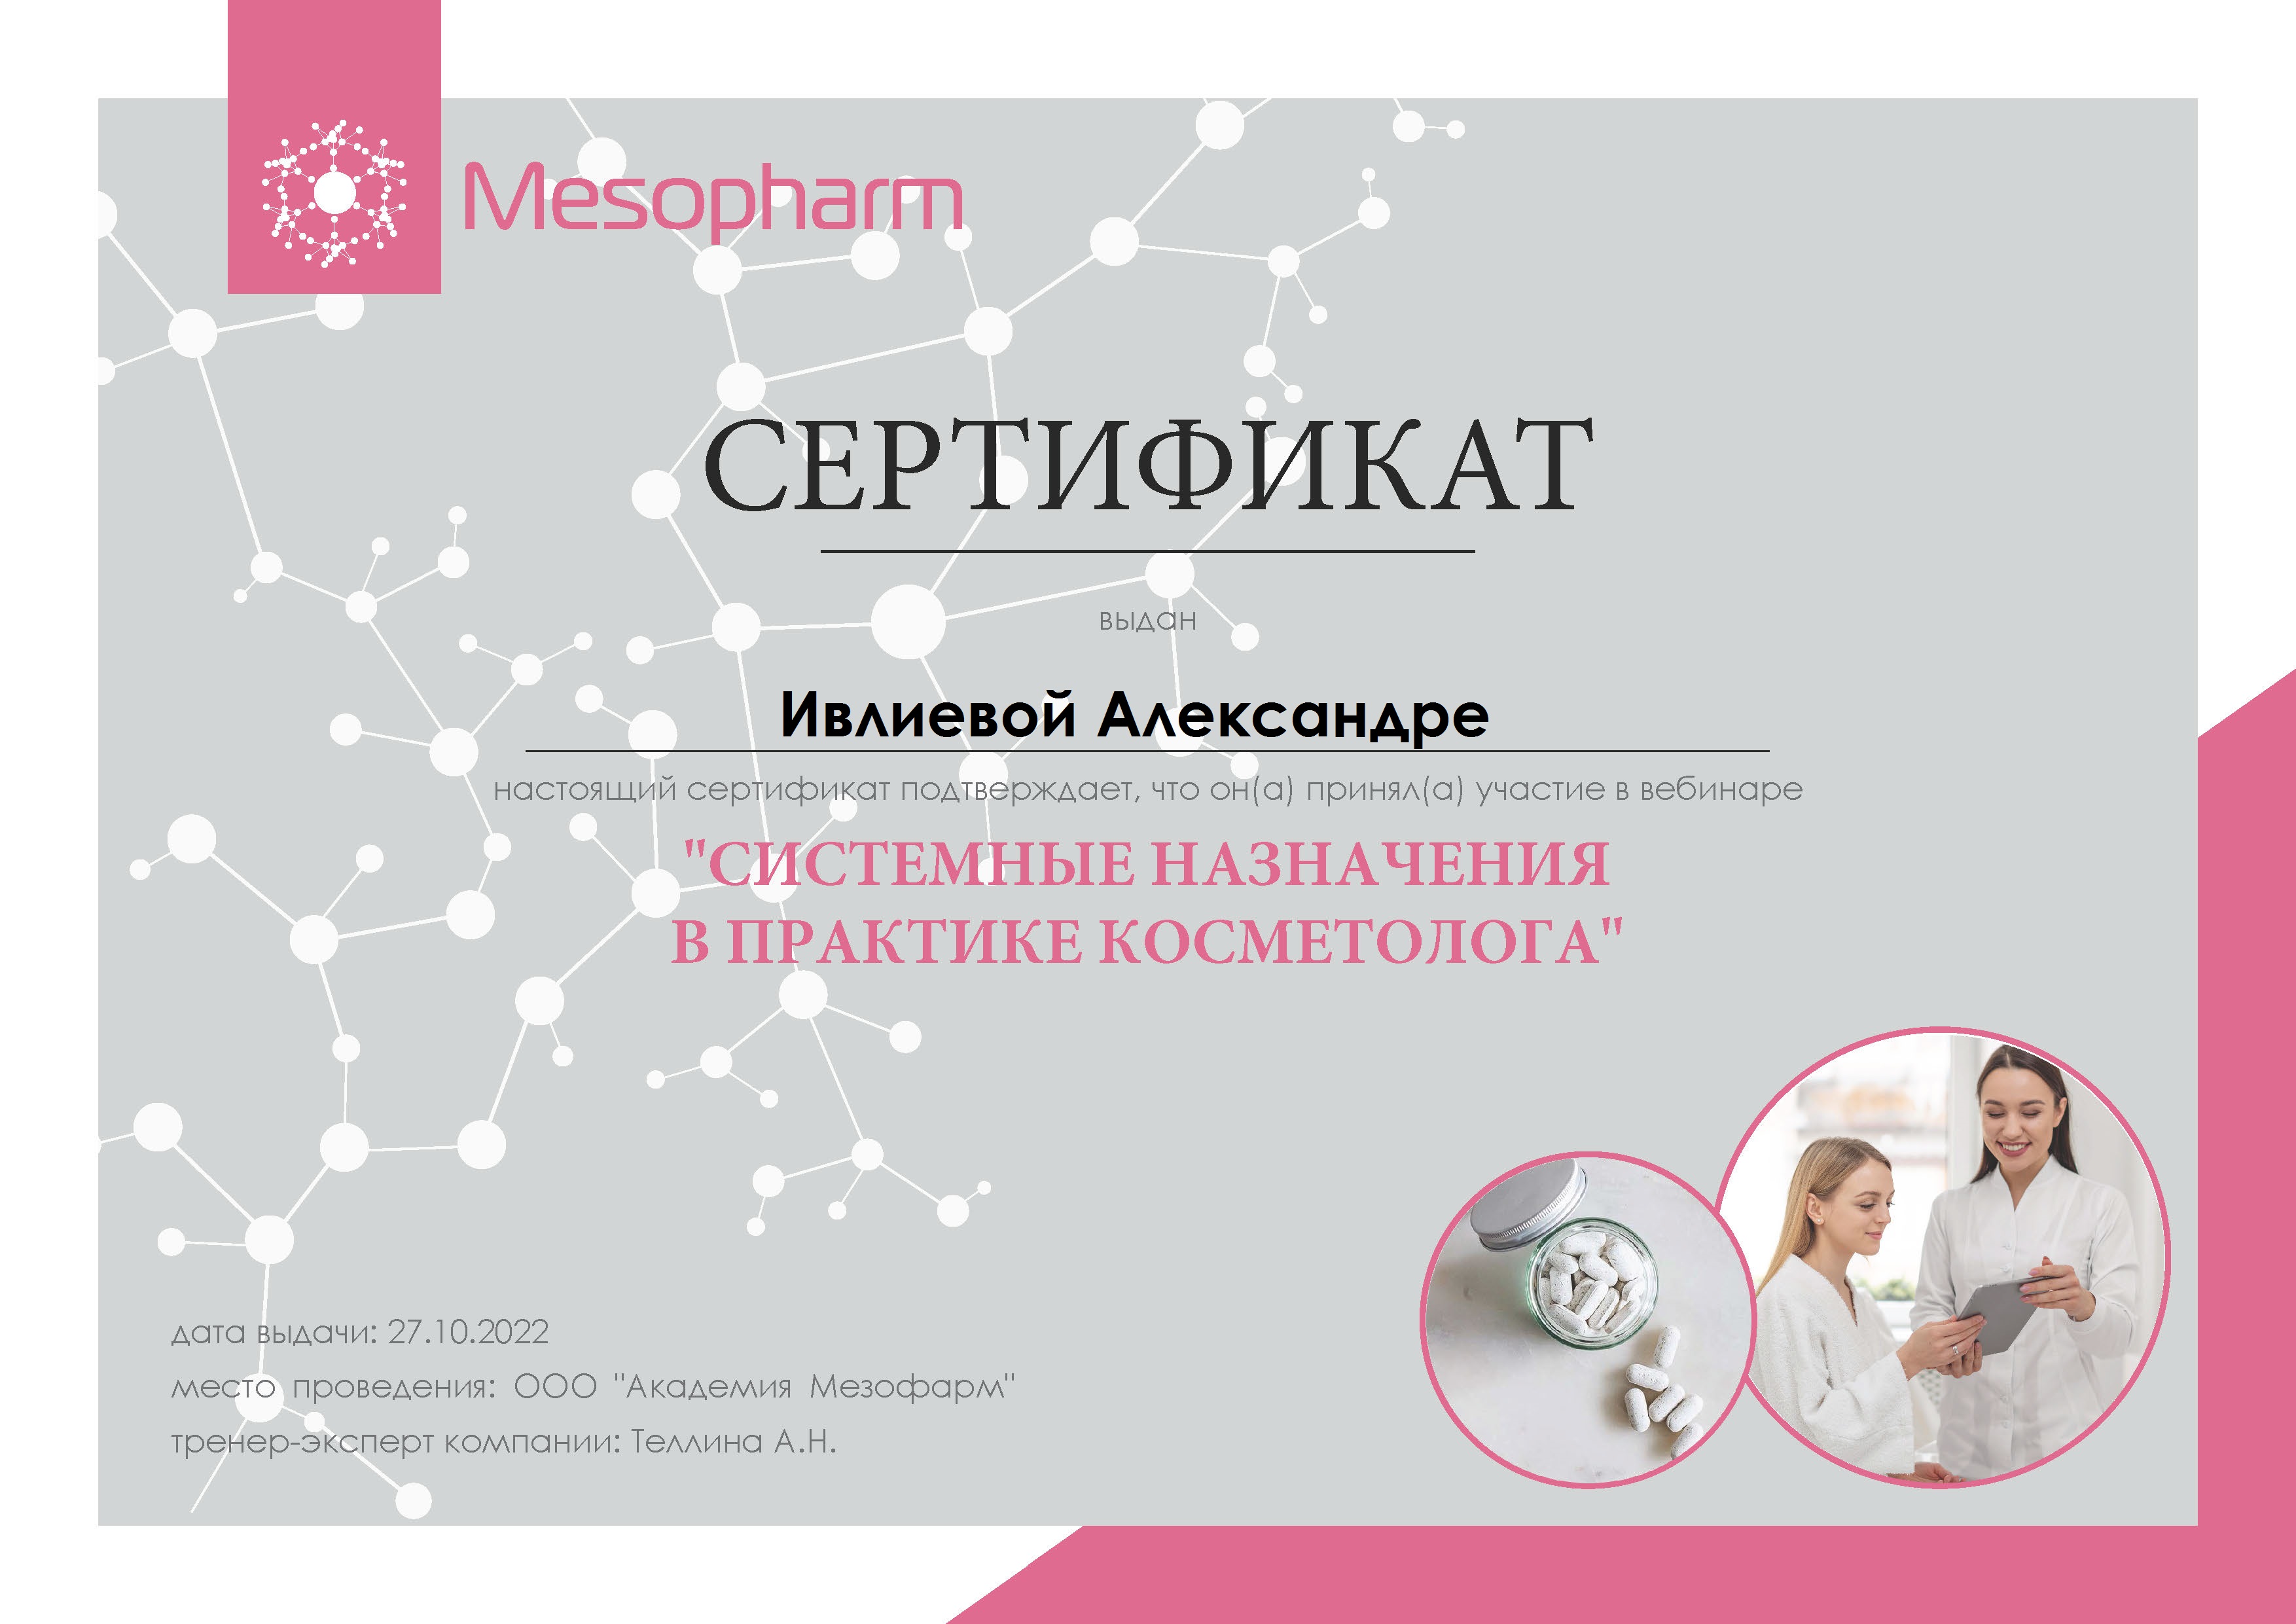 Mesopharm
СЕРТИФИКАТ
выдан
Ивлиевой Александре
настоящий сертификат подтверждает, что он(а) принял(а) участие в вебинаре
"СИСТЕМНЫЕ НАЗНАЧЕНИЯ
В ПРАКТИКЕ КОСМЕТОЛОГА"
дата выдачи: 27.10.2022
место проведения: ООО "Академия Мезофарм"
тренер-эксперт компании: Теллина А.Н.